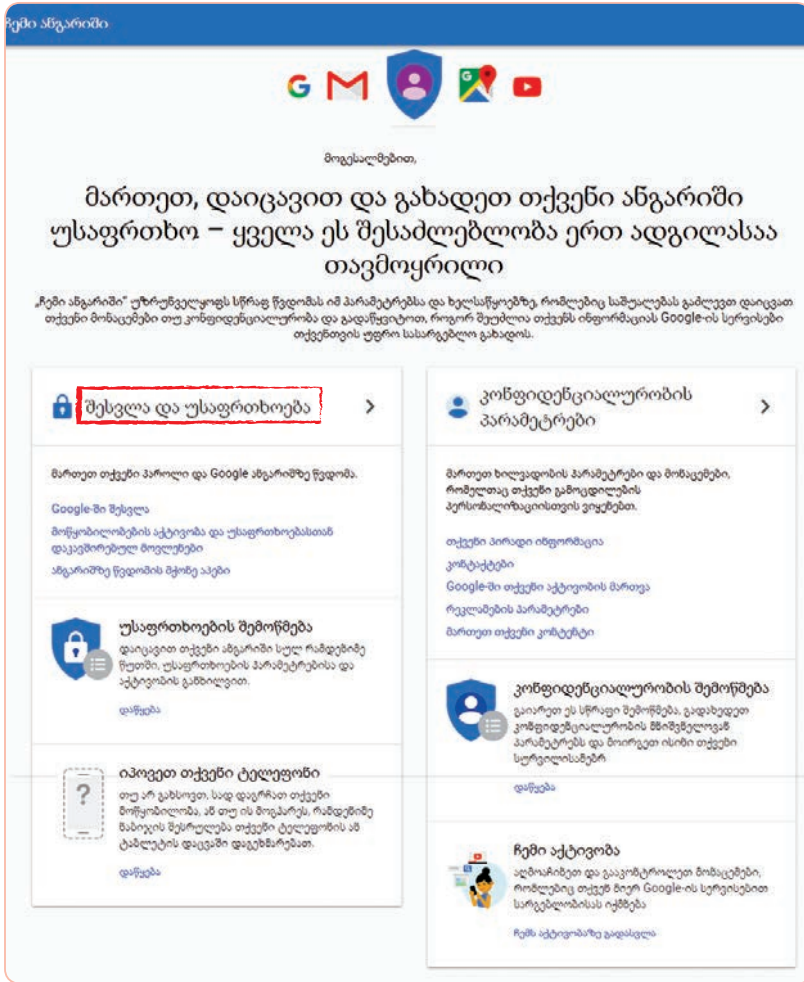 ჩემი ანგარიში
მოგესალმებით,
მართეთ, დაიცავით და გახადეთ თქვენი ანგარიში
უსაფრთხო – ყველა ეს შესაძლებლობა ერთ ადგილასაა
თავმოყრილი
„ჩემი ანგარიში“ უზრუნველყოფს სწრაფ წვდომას იმ პარამეტრებსა და ხელსაწყოებზე, რომლებიც საშუალებას გაძლევთ დაიცვათ
თქვენი მონაცემები თუ კონფიდენციალურობა და გადაწყვიტოთ, როგორ შეუძლია თქვენს ინფორმაციას Google-ის სერვისები
თქვენთვის უფრო სასარგებლო გახადოს.
შესვლა და უსაფრთხოება
მართეთ თქვენი პაროლი და Google ანგარიშზე წვდომა.
Google-ში შესვლა
მოწყობილობების აქტივობა და უსაფრთხოებასთან
დაკავშირებულ მოვლენები
ანგარიშზე წვდომის მქონე აპები
უსაფრთხოების შემოწმება
დაიცავით თქვენი ანგარიში სულ რამდენიმე
წუთში, უსაფრთხოების პარამეტრებისა და
აქტივობის განხილვით.
დაწყება
იპოვეთ თქვენი ტელეფონი
თუ არ გახსოვთ, სად დაგრჩათ თქვენი
მოწყობილობა, ან თუ ის მოგპარეს, რამდენიმე
ნაბიჯის შესრულება თქვენი ტელეფონის ან
ტაბლეტის დაცვაში დაგეხმარებათ.
დაწყება
კონფიდენციალურობის
პარამეტრები
მართეთ ხილვადობის პარამეტრები და მონაცემები,
რომელთაც თქვენი გამოცდილების
პერსონალიზაციისთვის ვიყენებთ.
თქვენი პირადი ინფორმაცია
კონტაქტები
Google-ში თქვენი აქტივობის მართვა
რეკლამების პარამეტრები
მართეთ თქვენი კონტენტი
კონფიდენციალურობის შემოწმება
გაიარეთ ეს სწრაფი შემოწმება, გადახედეთ
კონფიდენციალურობის მნიშვნელოვან
პარამეტრებს და მოირგეთ ისინი თქვენი
სურვილისამებრ
დაწყება
ჩემი აქტივობა
აღმოაჩინეთ და გააკონტროლეთ მონაცემები,
რომლებიც თქვენ მიერ Google-ის სერვისებით
სარგებლობისას იქმნება
ჩემს აქტივობაზე გადასვლა